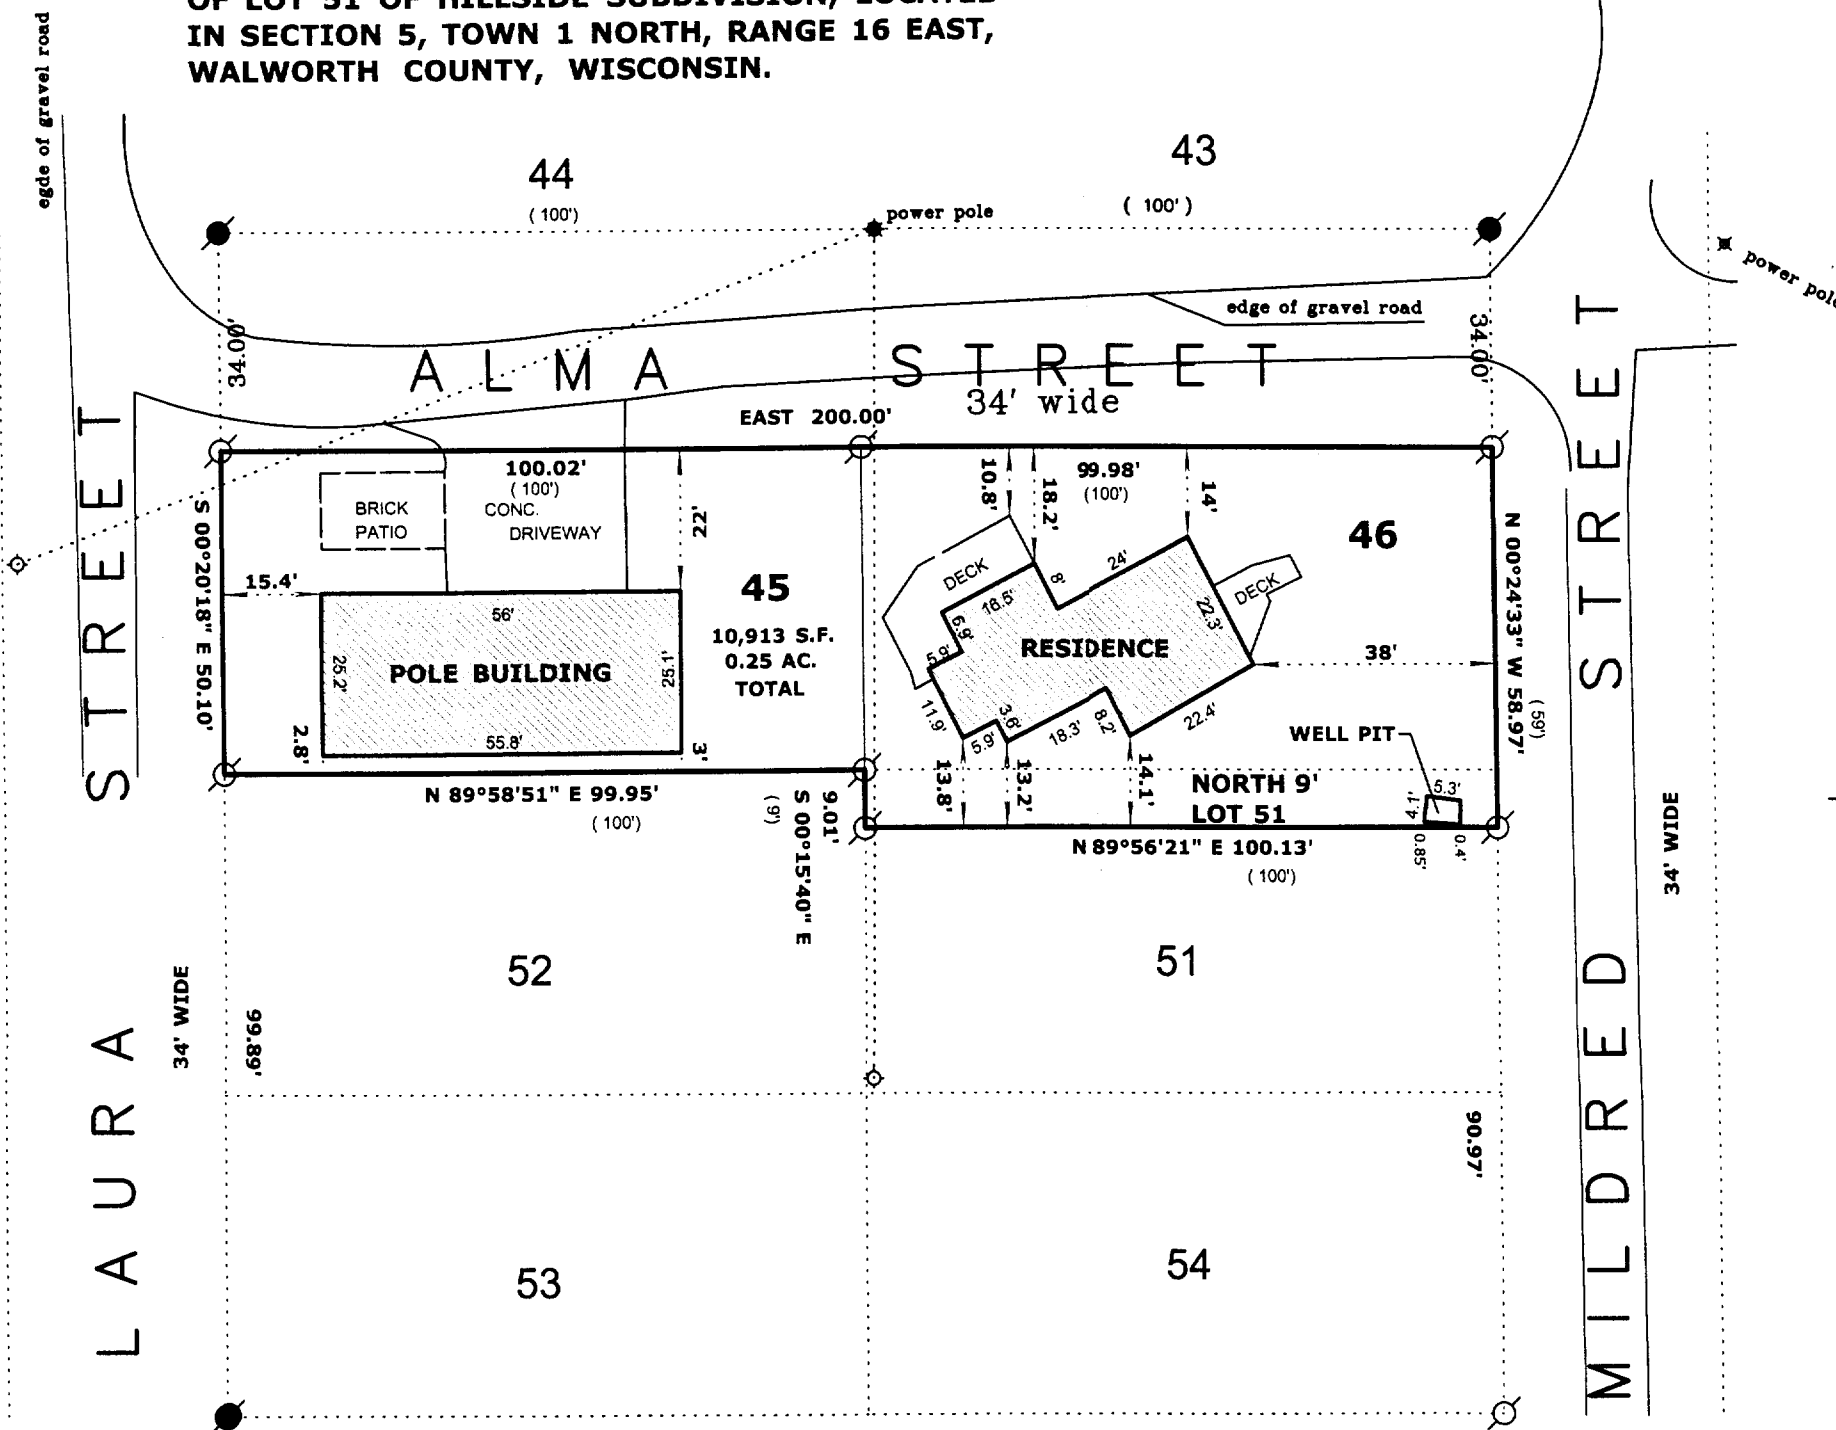 OF LOT 51 OF HILLSIDE SUBDIVISION, LOCATED
IN SECTION 5, TOWN 1 NORTH, RANGE 16 EAST,
WALWORTH COUNTY, WISCONSIN.
egde of gravel road
44
( 100')
power pole
43
( 100' )
power pole
edge of gravel road
34.00'
34.00'
ALMA STREET
34' wide
EAST 200.00'
100.02'
( 100')
99.98'
(100')
BRICK
PATIO
CONC.
DRIVEWAY
22'
10.8'
18.2'
14'
46
S 00°20'18" E 50.10'
15.4'
45
10,913 S.F.
0.25 AC.
TOTAL
56'
25.2'
POLE BUILDING
25.1'
55.8'
2.8'
3'
DECK
16.5'
8'
24'
DECK
22.3'
6.9'
5.9'
RESIDENCE
11.9'
5.9'
3.6'
18.3'
8.2'
22.4'
38'
N 00°24'33" W 58.97'
(59')
WELL PIT
5.3'
4.1'
0.85'
0.4'
13.8'
13.2'
14.1'
NORTH 9'
LOT 51
N 89°58'51" E 99.95'
( 100')
(9')
9.01'
S 00°15'40" E
N 89°56'21" E 100.13'
( 100')
LAURA STREET
34' WIDE
MILDRED STREET
34' WIDE
52
51
99.89'
90.97'
53
54